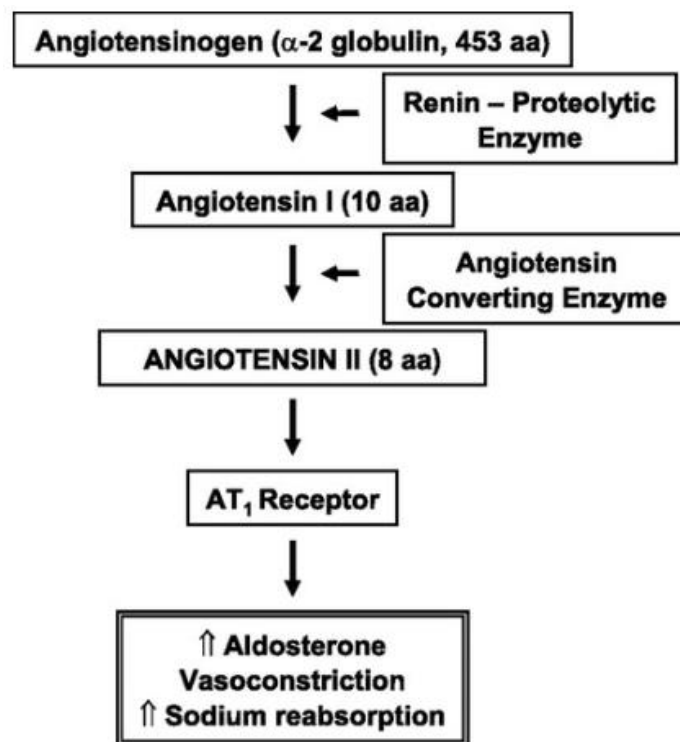 Angiotensinogen (α-2 globulin, 453 aa)
Renin – Proteolytic
Enzyme
Angiotensin I (10 aa)
Angiotensin
Converting Enzyme
ANGIOTENSIN II (8 aa)
AT₁ Receptor
⇑ Aldosterone
Vasoconstriction
⇑ Sodium reabsorption